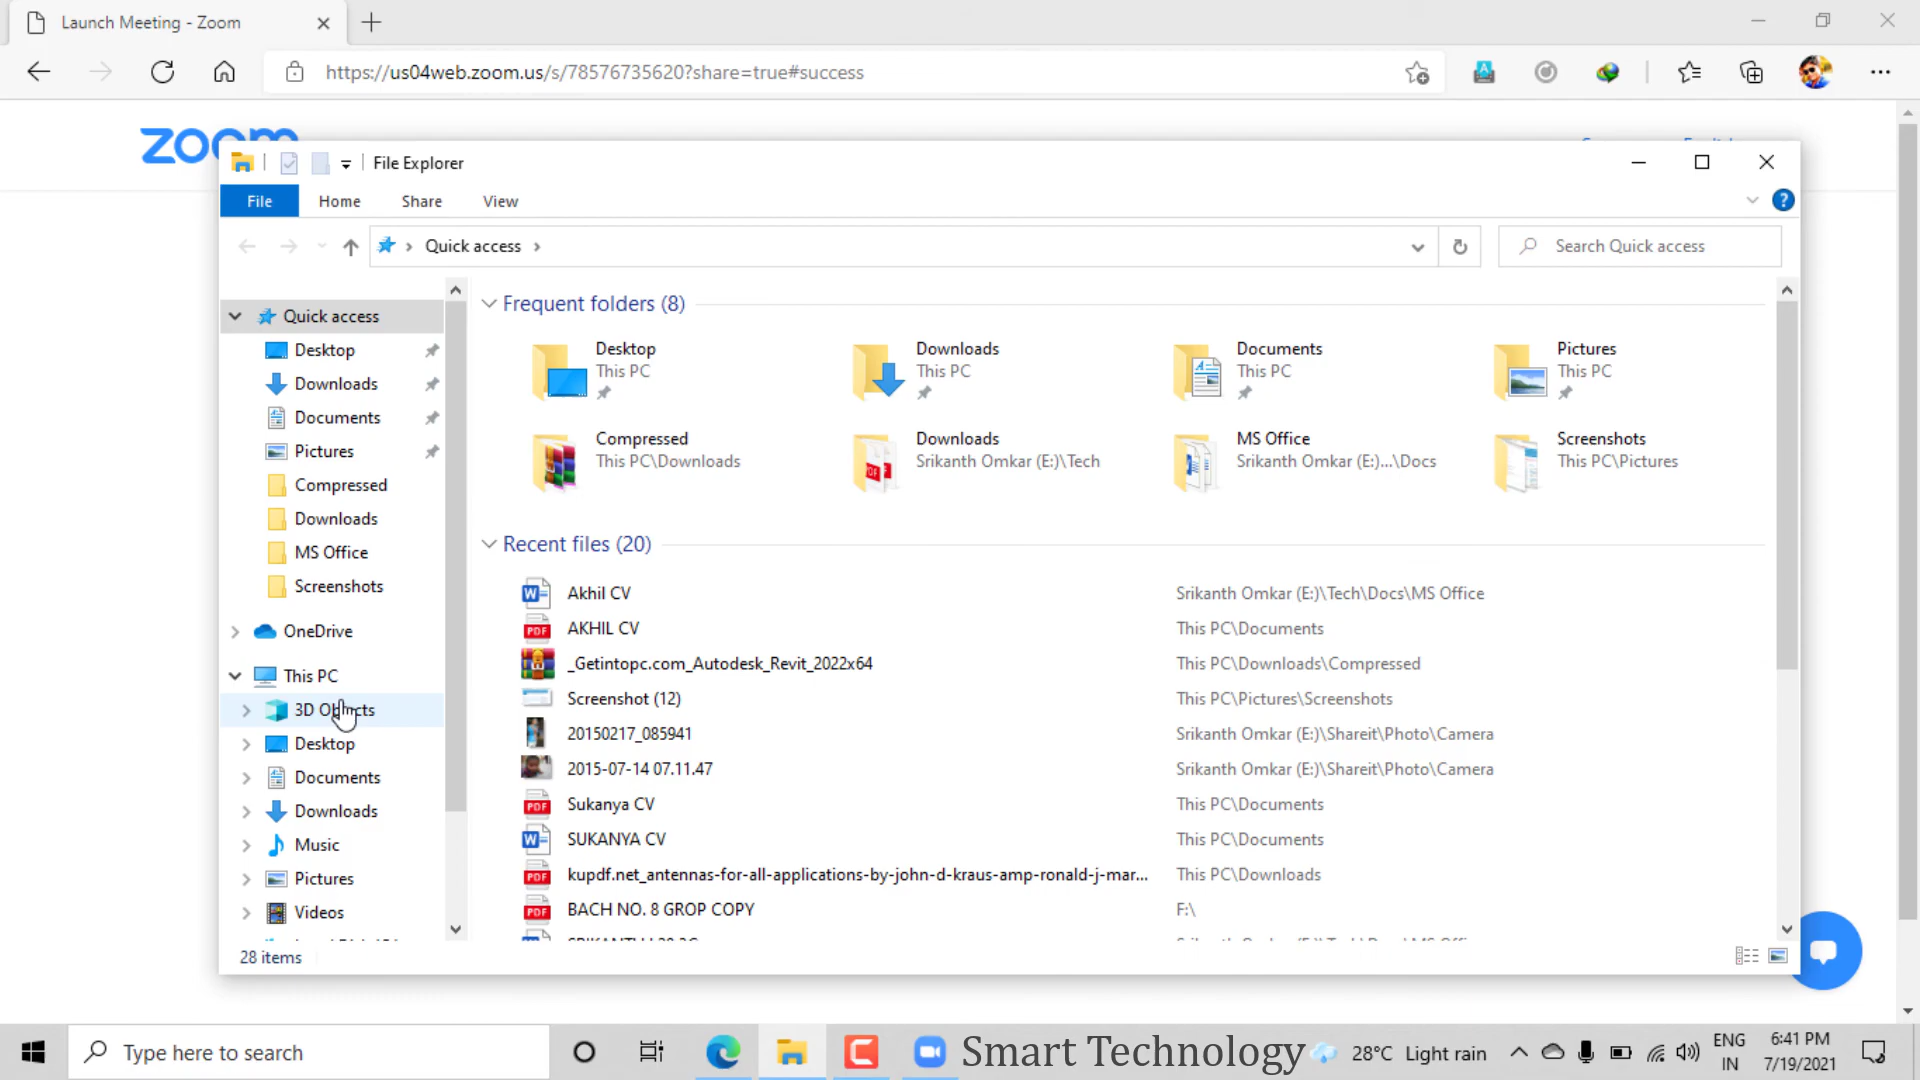 Launch Meeting - Zoom
https://us04web.zoom.us/s/78576735620?share=true#success
zoom
File Explorer
File Home Share View
Quick access
Search Quick access
Quick access
Desktop
Downloads
Documents
Pictures
Compressed
Downloads
MS Office
Screenshots
OneDrive
This PC
3D Objects
Desktop
Documents
Downloads
Music
Pictures
Videos
Frequent folders (8)
Desktop
This PC
Downloads
This PC
Documents
This PC
Pictures
This PC
Compressed
This PC\Downloads
Downloads
Srikanth Omkar (E:)\Tech
MS Office
Srikanth Omkar (E:)...\Docs
Screenshots
This PC\Pictures
Recent files (20)
Akhil CV Srikanth Omkar (E:)\Tech\Docs\MS Office
AKHIL CV This PC\Documents
_Getintopc.com_Autodesk_Revit_2022x64 This PC\Downloads\Compressed
Screenshot (12) This PC\Pictures\Screenshots
20150217_085941 Srikanth Omkar (E:)\Shareit\Photo\Camera
2015-07-14 07.11.47 Srikanth Omkar (E:)\Shareit\Photo\Camera
Sukanya CV This PC\Documents
SUKANYA CV This PC\Documents
kupdf.net_antennas-for-all-applications-by-john-d-kraus-amp-ronald-j-mar... This PC\Downloads
BACH NO. 8 GROP COPY F:\
28 items
Type here to search
Smart Technology
28°C Light rain
ENG
IN
6:41 PM
7/19/2021